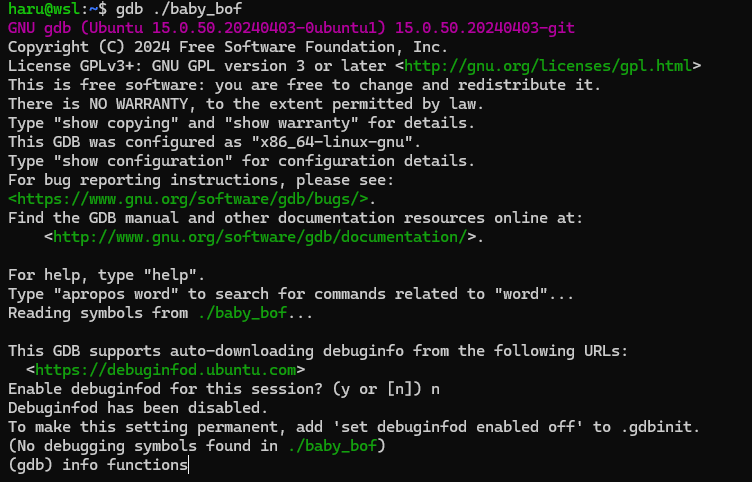 haru@wsl:~$ gdb ./baby_bof
GNU gdb (Ubuntu 15.0.50.20240403-0ubuntu1) 15.0.50.20240403-git
Copyright (C) 2024 Free Software Foundation, Inc.
License GPLv3+: GNU GPL version 3 or later <http://gnu.org/licenses/gpl.html>
This is free software: you are free to change and redistribute it.
There is NO WARRANTY, to the extent permitted by law.
Type "show copying" and "show warranty" for details.
This GDB was configured as "x86_64-linux-gnu".
Type "show configuration" for configuration details.
For bug reporting instructions, please see:
<https://www.gnu.org/software/gdb/bugs/>.
Find the GDB manual and other documentation resources online at:
    <http://www.gnu.org/software/gdb/documentation/>.

For help, type "help".
Type "apropos word" to search for commands related to "word"...
Reading symbols from ./baby_bof...

This GDB supports auto-downloading debuginfo from the following URLs:
  <https://debuginfod.ubuntu.com>
Enable debuginfod for this session? (y or [n]) n
Debuginfod has been disabled.
To make this setting permanent, add 'set debuginfod enabled off' to .gdbinit.
(No debugging symbols found in ./baby_bof)
(gdb) info functions